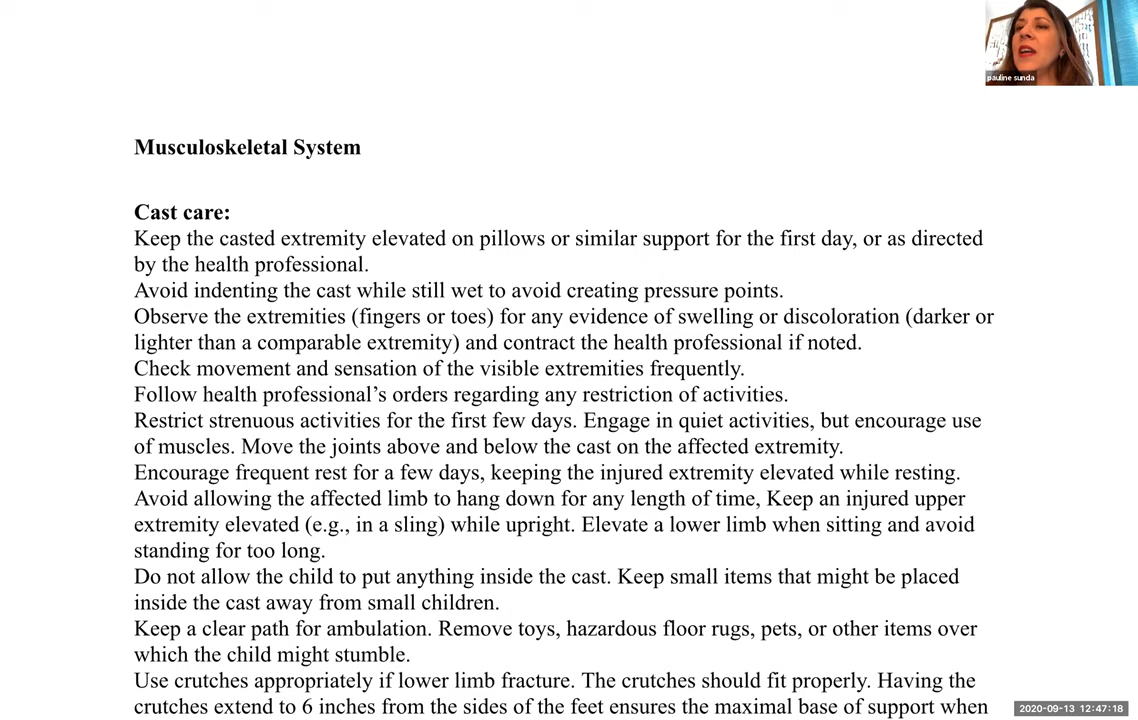 pauline sunda
Musculoskeletal System
Cast care:
Keep the casted extremity elevated on pillows or similar support for the first day, or as directed
by the health professional.
Avoid indenting the cast while still wet to avoid creating pressure points.
Observe the extremities (fingers or toes) for any evidence of swelling or discoloration (darker or
lighter than a comparable extremity) and contract the health professional if noted.
Check movement and sensation of the visible extremities frequently.
Follow health professional’s orders regarding any restriction of activities.
Restrict strenuous activities for the first few days. Engage in quiet activities, but encourage use
of muscles. Move the joints above and below the cast on the affected extremity.
Encourage frequent rest for a few days, keeping the injured extremity elevated while resting.
Avoid allowing the affected limb to hang down for any length of time, Keep an injured upper
extremity elevated (e.g., in a sling) while upright. Elevate a lower limb when sitting and avoid
standing for too long.
Do not allow the child to put anything inside the cast. Keep small items that might be placed
inside the cast away from small children.
Keep a clear path for ambulation. Remove toys, hazardous floor rugs, pets, or other items over
which the child might stumble.
Use crutches appropriately if lower limb fracture. The crutches should fit properly. Having the
crutches extend to 6 inches from the sides of the feet ensures the maximal base of support when
2020-09-13 12:47:18